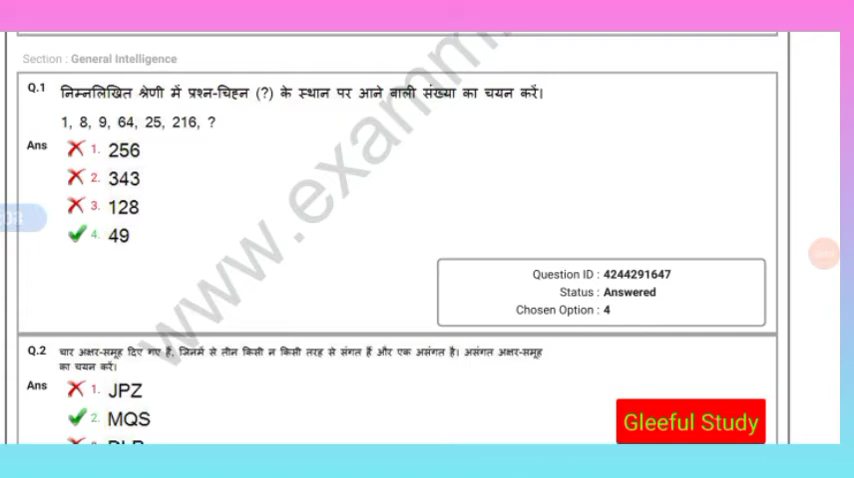 Section : General Intelligence
Q.1 निम्नलिखित श्रेणी में प्रश्न-चिह्न (?) के स्थान पर आने वाली संख्या का चयन करें।
1, 8, 9, 64, 25, 216, ?
Ans 1. 256
2. 343
3. 128
4. 49
www.examm
Question ID : 4244291647
Status : Answered
Chosen Option : 4
Q.2 चार अक्षर-समूह दिए गए हैं, जिनमें से तीन किसी न किसी तरह से संगत हैं और एक असंगत है। असंगत अक्षर-समूह
का चयन करें।
Ans 1. JPZ
2. MQS
Gleeful Study